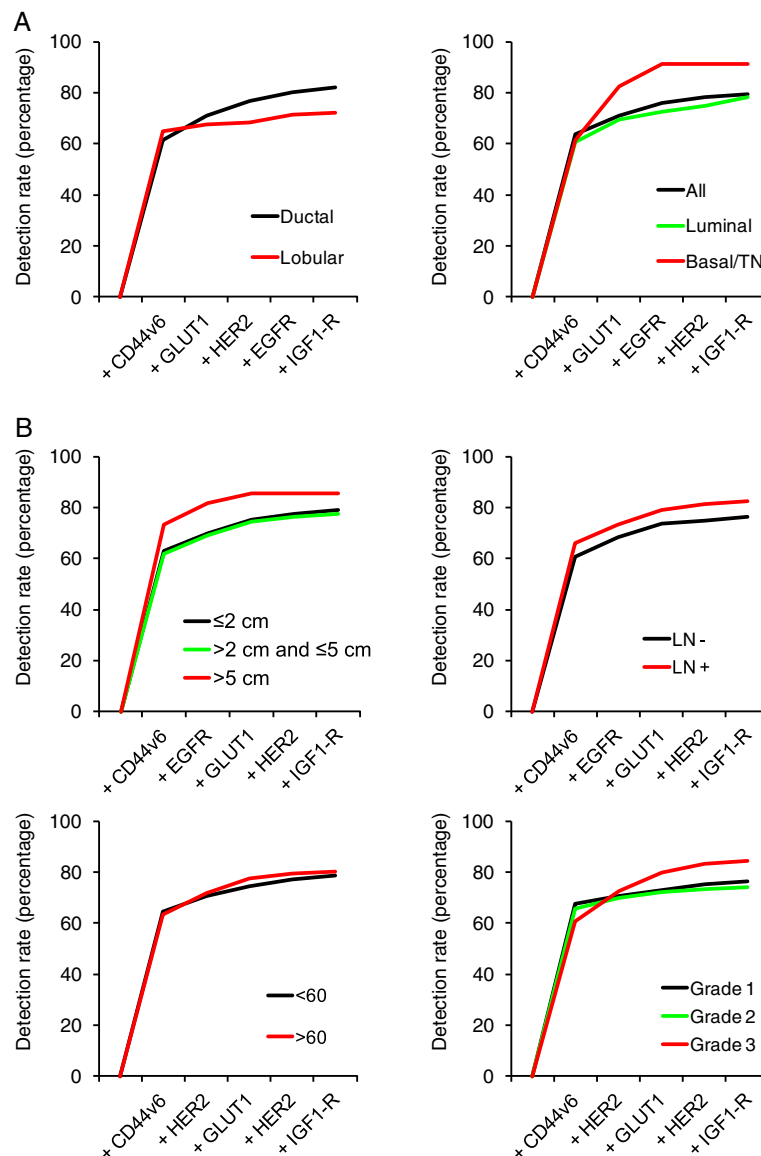 A
Detection rate (percentage)
100
80
60
40
20
0
Ductal
Lobular
+ CD44v6
+ GLUT1
+ HER2
+ EGFR
+ IGF1-R
Detection rate (percentage)
100
80
60
40
20
0
All
Luminal
Basal/TN
+ CD44v6
+ GLUT1
+ EGFR
+ HER2
+ IGF1-R
B
Detection rate (percentage)
100
80
60
40
20
0
≤2 cm
>2 cm and ≤5 cm
>5 cm
+ CD44v6
+ EGFR
+ GLUT1
+ HER2
+ IGF1-R
Detection rate (percentage)
100
80
60
40
20
0
LN -
LN +
+ CD44v6
+ EGFR
+ GLUT1
+ HER2
+ IGF1-R
Detection rate (percentage)
100
80
60
40
20
0
<60
>60
+ CD44v6
+ HER2
+ GLUT1
+ HER2
+ IGF1-R
Detection rate (percentage)
100
80
60
40
20
0
Grade 1
Grade 2
Grade 3
+ CD44v6
+ HER2
+ GLUT1
+ HER2
+ IGF1-R